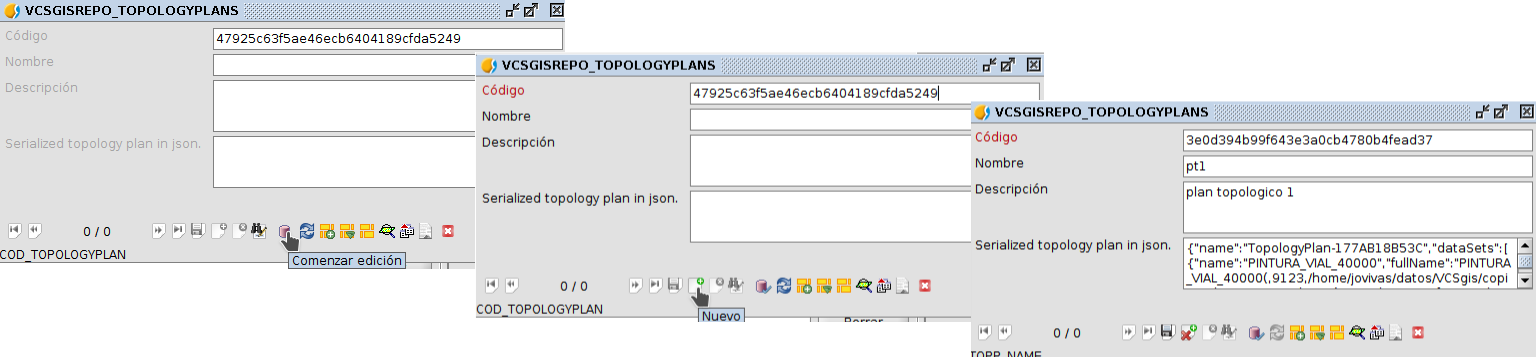 VCSGISREPO_TOPOLOGYPLANS
Código
47925c63f5ae46ecb6404189cfda5249
Nombre
Descripción
Serialized topology plan in json.
0 / 0
Comenzar edición
COD_TOPOLOGYPLAN
VCSGISREPO_TOPOLOGYPLANS
Código
47925c63f5ae46ecb6404189cfda5249
Nombre
Descripción
Serialized topology plan in json.
0 / 0
Nuevo
COD_TOPOLOGYPLAN
Borrar
VCSGISREPO_TOPOLOGYPLANS
Código
3e0d394b99f643e3a0cb4780b4fead37
Nombre
pt1
Descripción
plan topologico 1
Serialized topology plan in json.
{"name":"TopologyPlan-177AB18B53C","dataSets":[
{"name":"PINTURA_VIAL_40000","fullName":"PINTURA
_VIAL_40000(,9123,/home/jovivas/datos/VCSgis/copi
0 / 0
TOPP_NAME